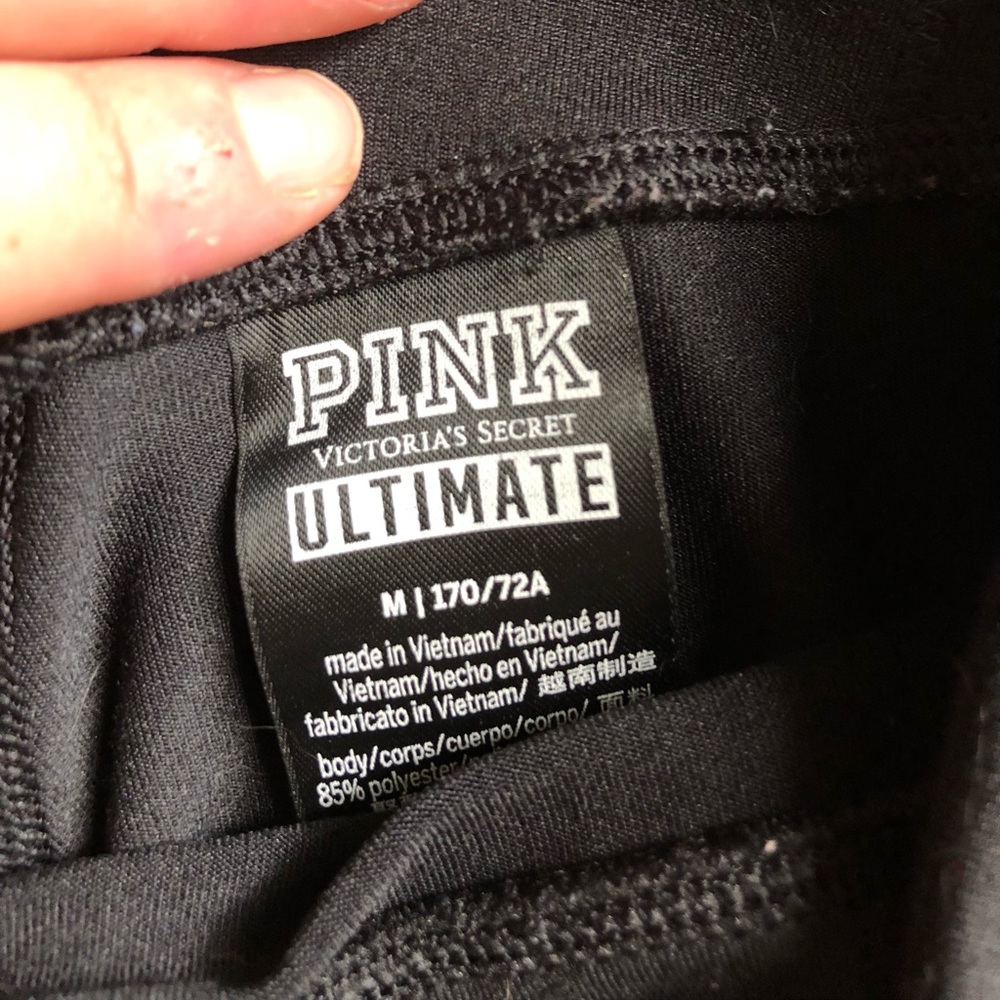 PINK
VICTORIA'S SECRET
ULTIMATE
M | 170/72A
made in Vietnam/fabriqué au
Vietnam/hecho en Vietnam/
fabbricato in Vietnam/ 越南制造
body/corps/cuerpo/corpo/ 面料
85% polyester/